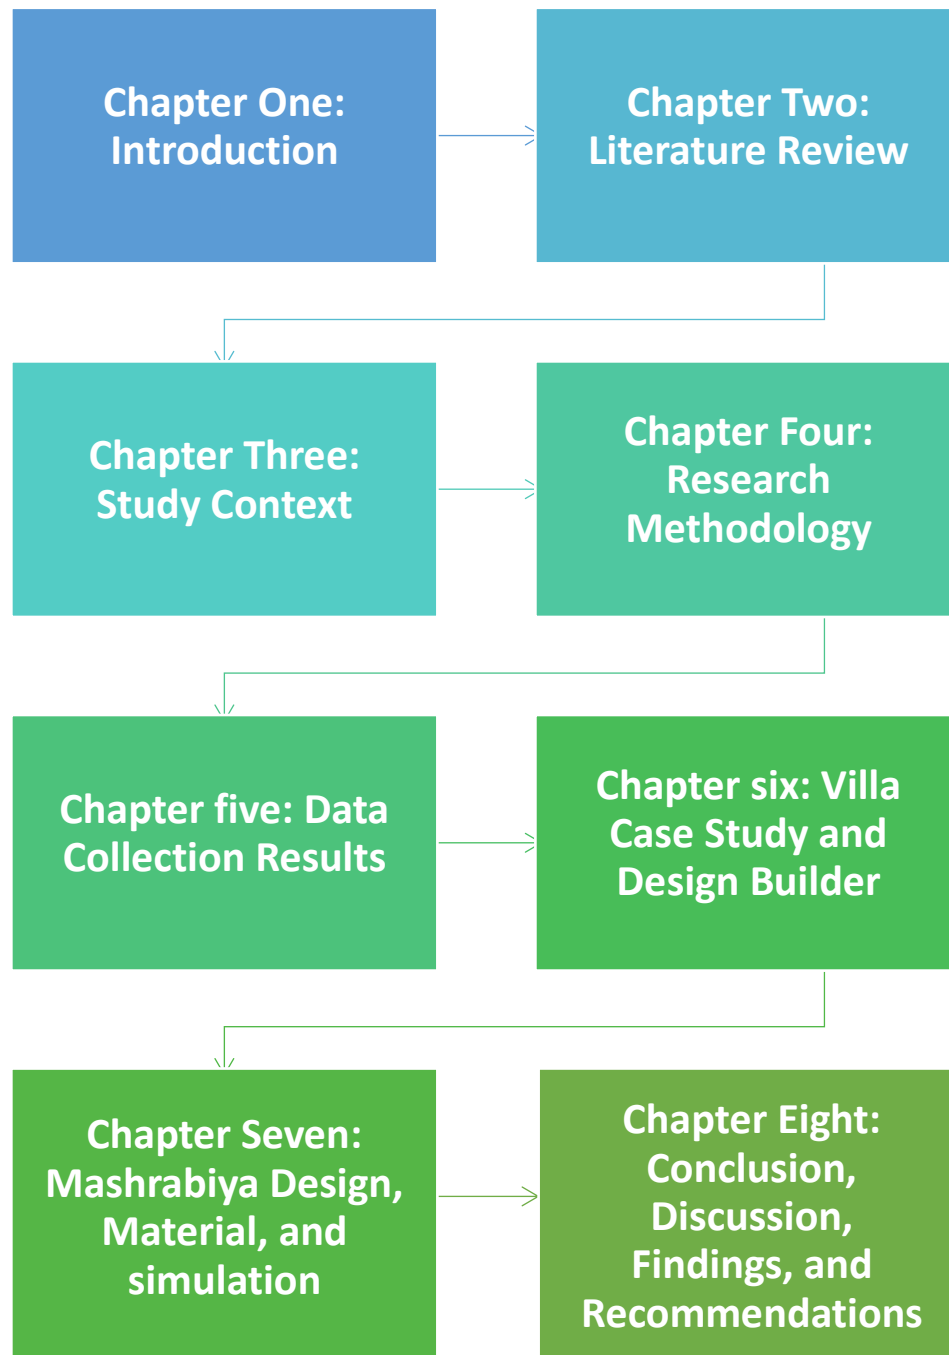 Chapter One:
Introduction
Chapter Two:
Literature Review
Chapter Three:
Study Context
Chapter Four:
Research
Methodology
Chapter five: Data
Collection Results
Chapter six: Villa
Case Study and
Design Builder
Chapter Seven:
Mashrabiya Design,
Material, and
simulation
Chapter Eight:
Conclusion,
Discussion,
Findings, and
Recommendations